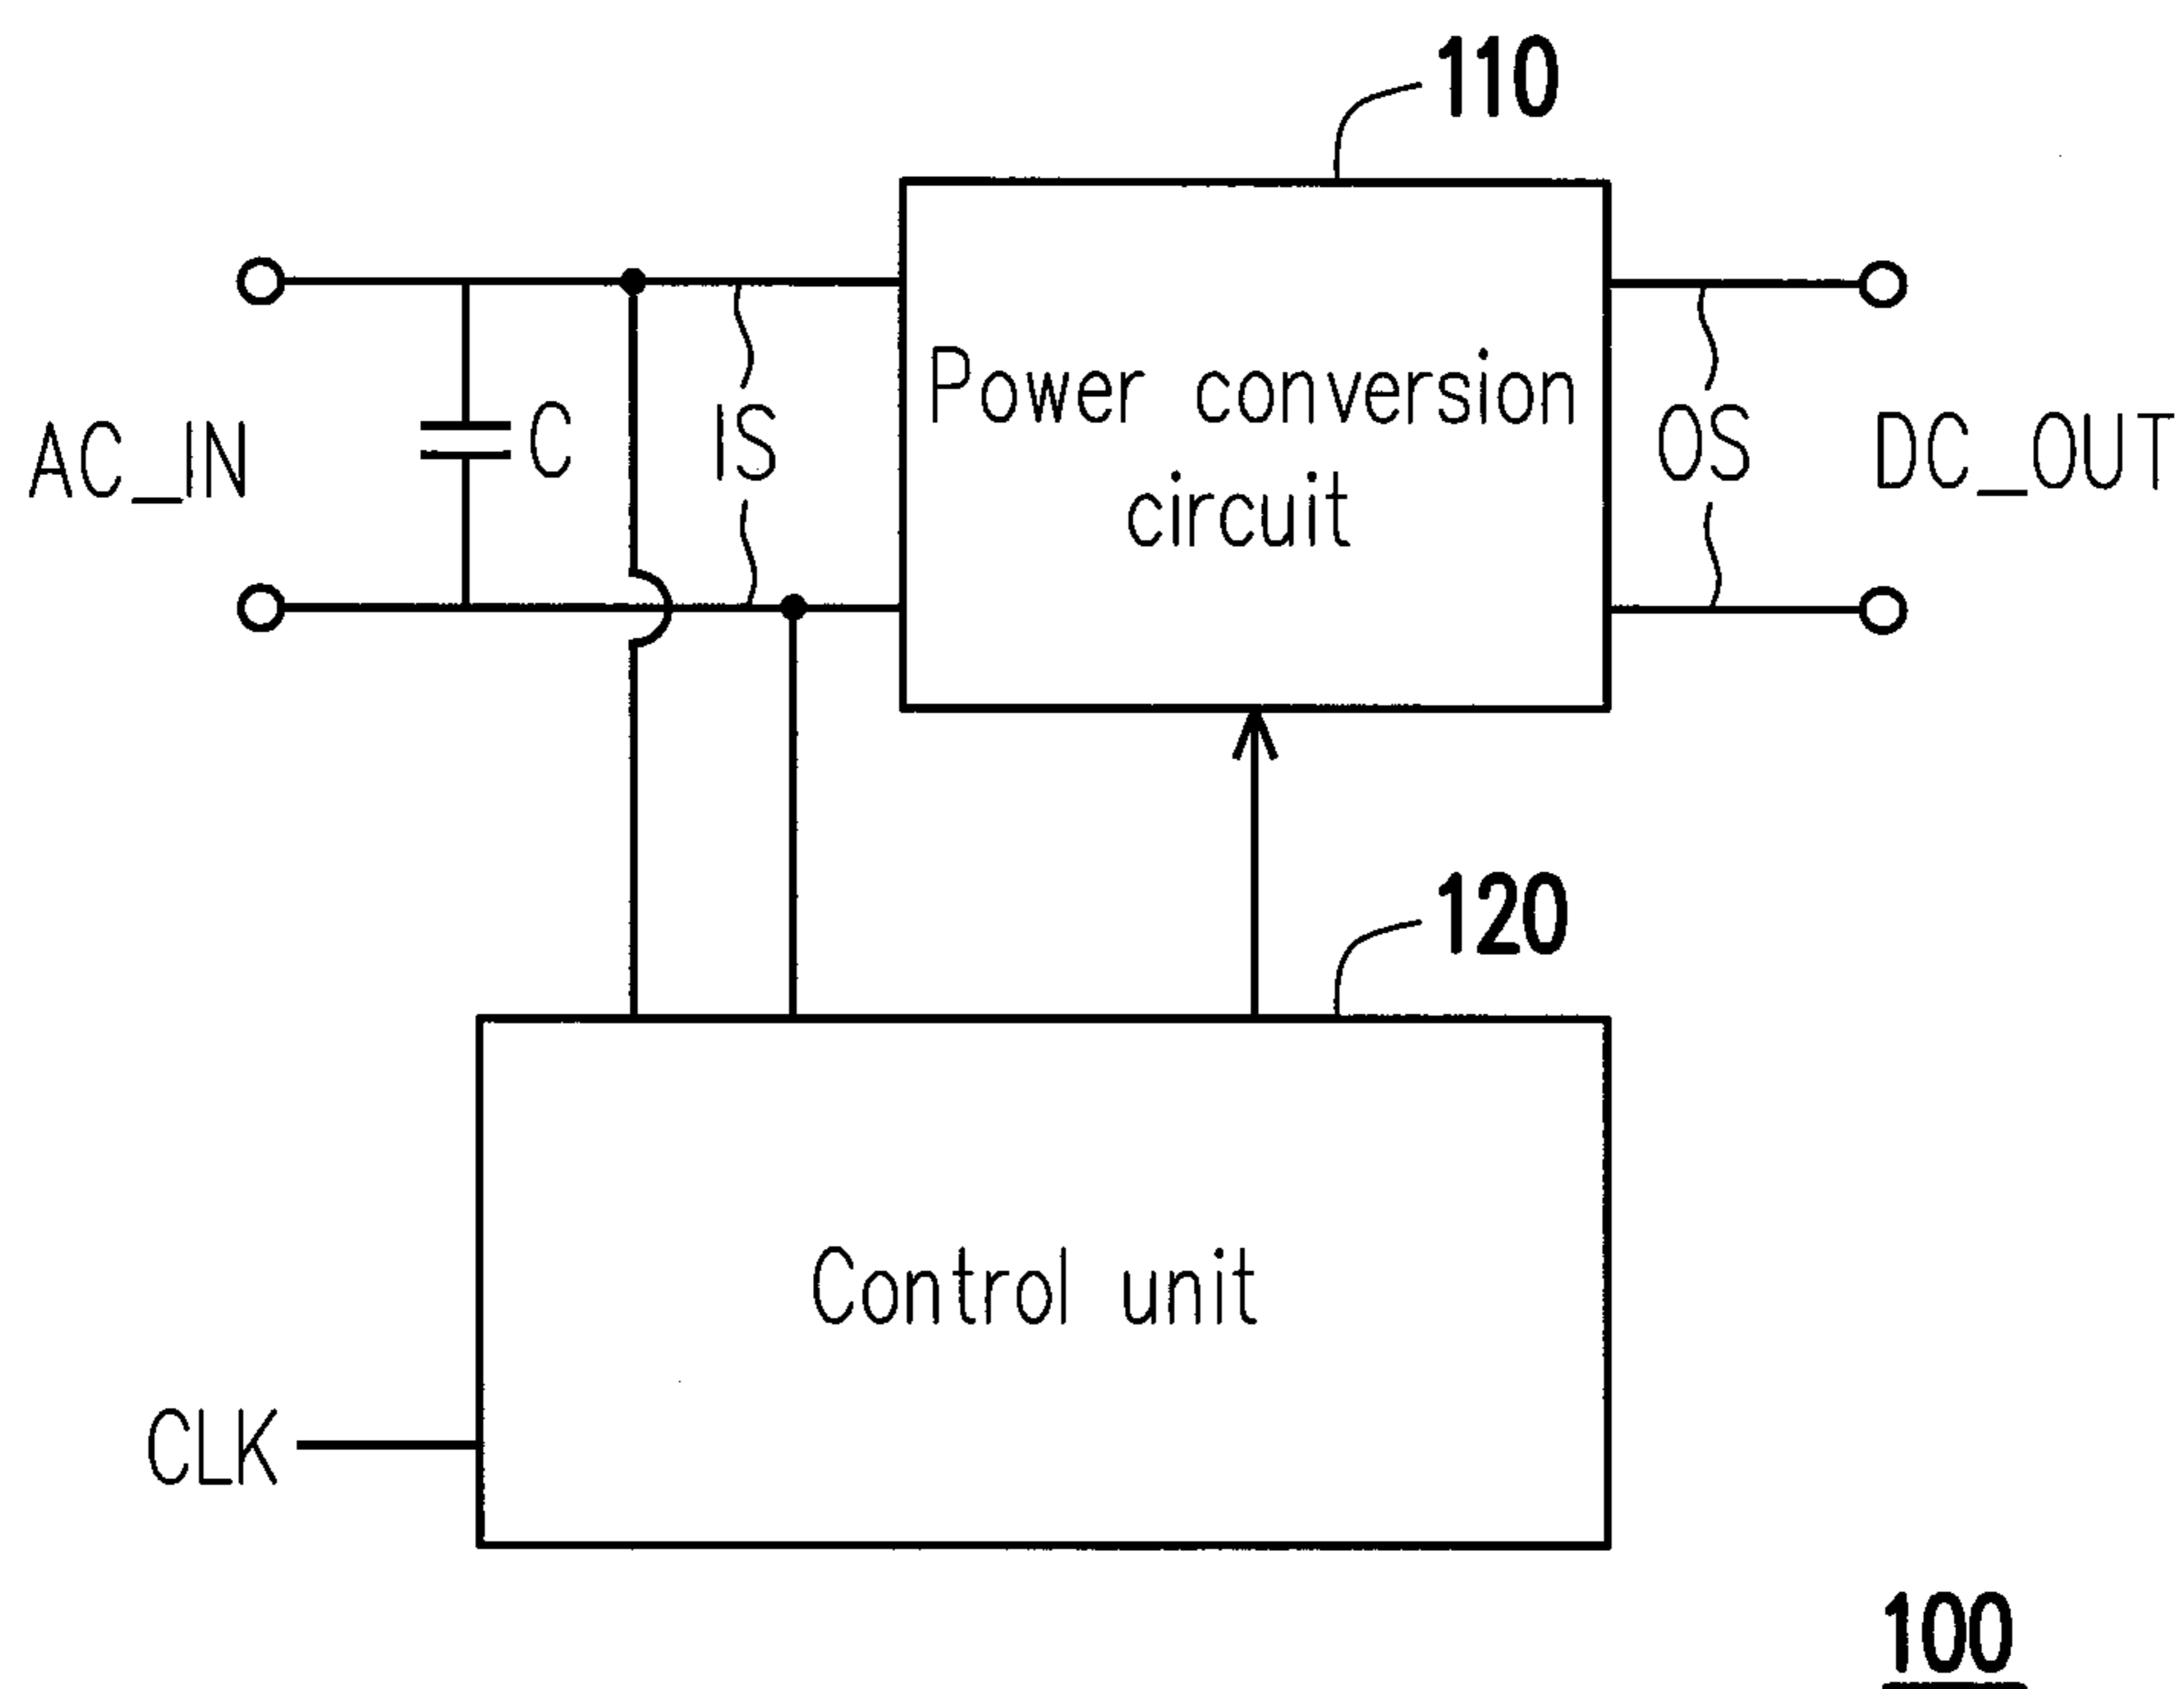 110
Power conversion
circuit
AC_IN
C
IS
OS
DC_OUT
120
Control unit
CLK
100